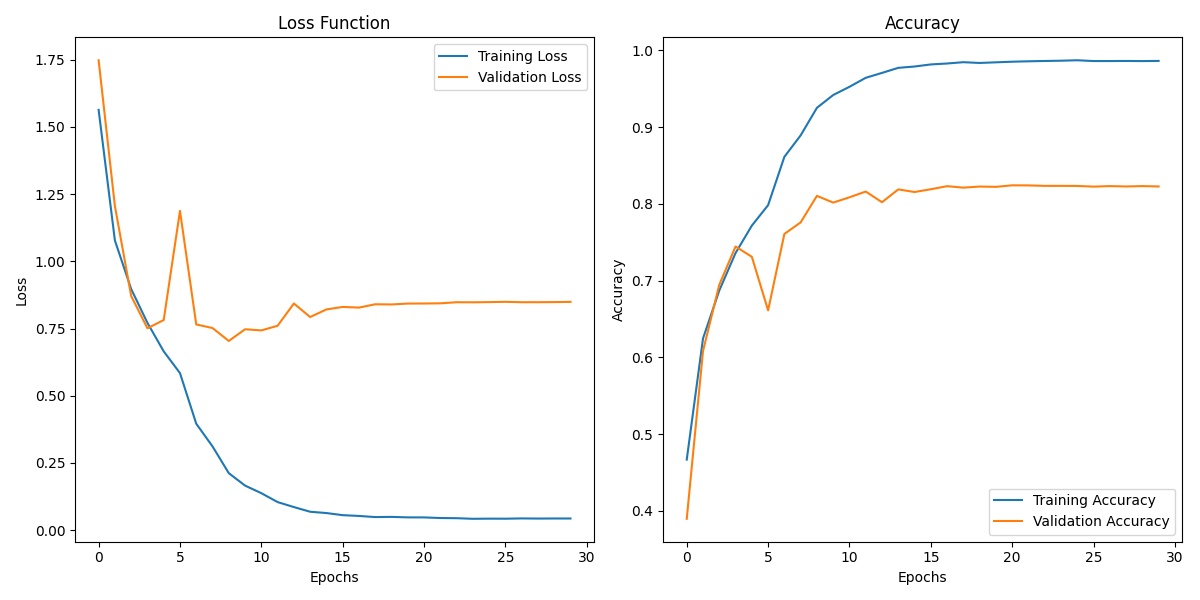 Loss Function
Training Loss
Validation Loss
1.75
1.50
1.25
1.00
0.75
0.50
0.25
0.00
Loss
0
5
10
15
20
25
30
Epochs
Accuracy
1.0
0.9
0.8
0.7
0.6
0.5
0.4
Accuracy
Training Accuracy
Validation Accuracy
0
5
10
15
20
25
30
Epochs